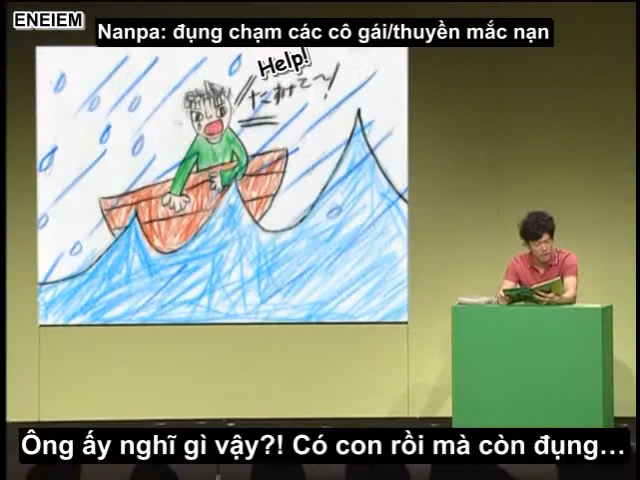 ENEIEM
Nanpa: đụng chạm các cô gái/thuyền mắc nạn
Help!
たすけて〜!
Ông ấy nghĩ gì vậy?! Có con rồi mà còn đụng...